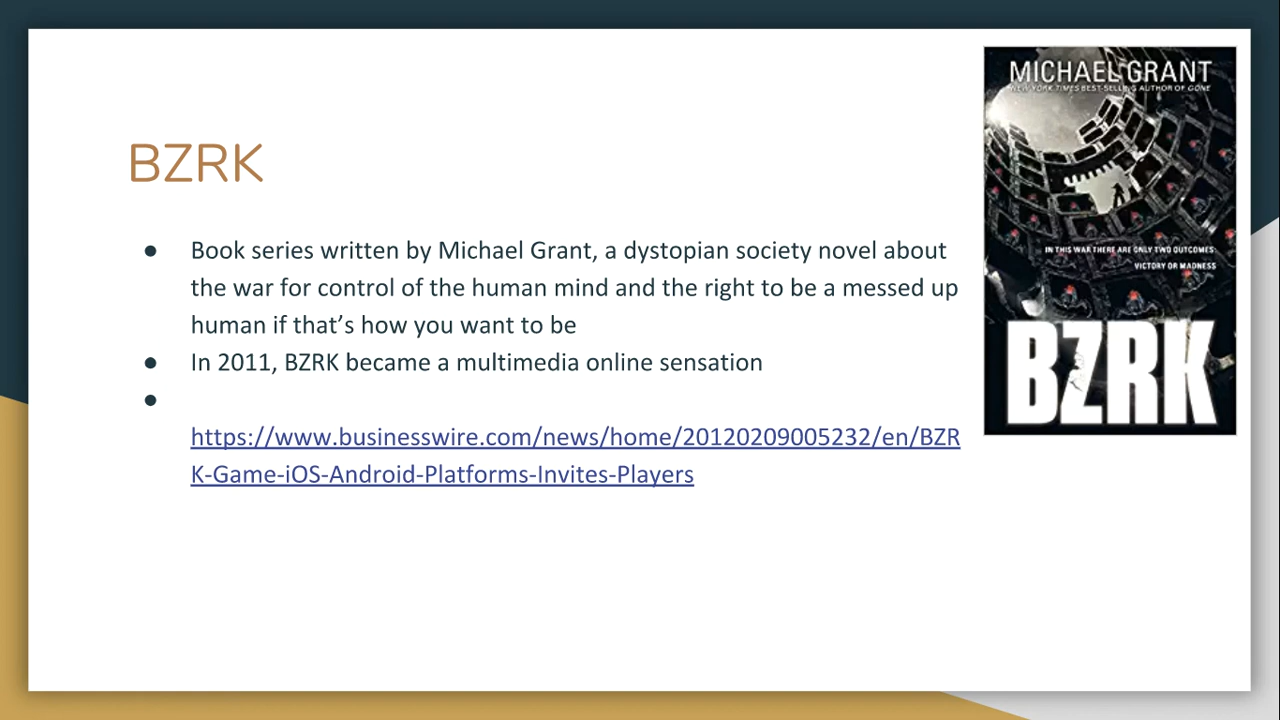 BZRK
● Book series written by Michael Grant, a dystopian society novel about
the war for control of the human mind and the right to be a messed up
human if that’s how you want to be
● In 2011, BZRK became a multimedia online sensation
●
https://www.businesswire.com/news/home/20120209005232/en/BZR
K-Game-iOS-Android-Platforms-Invites-Players
MICHAEL GRANT
NEW YORK TIMES BEST-SELLING AUTHOR OF GONE
IN THIS WAR THERE ARE ONLY TWO OUTCOMES:
VICTORY OR MADNESS
BZRK